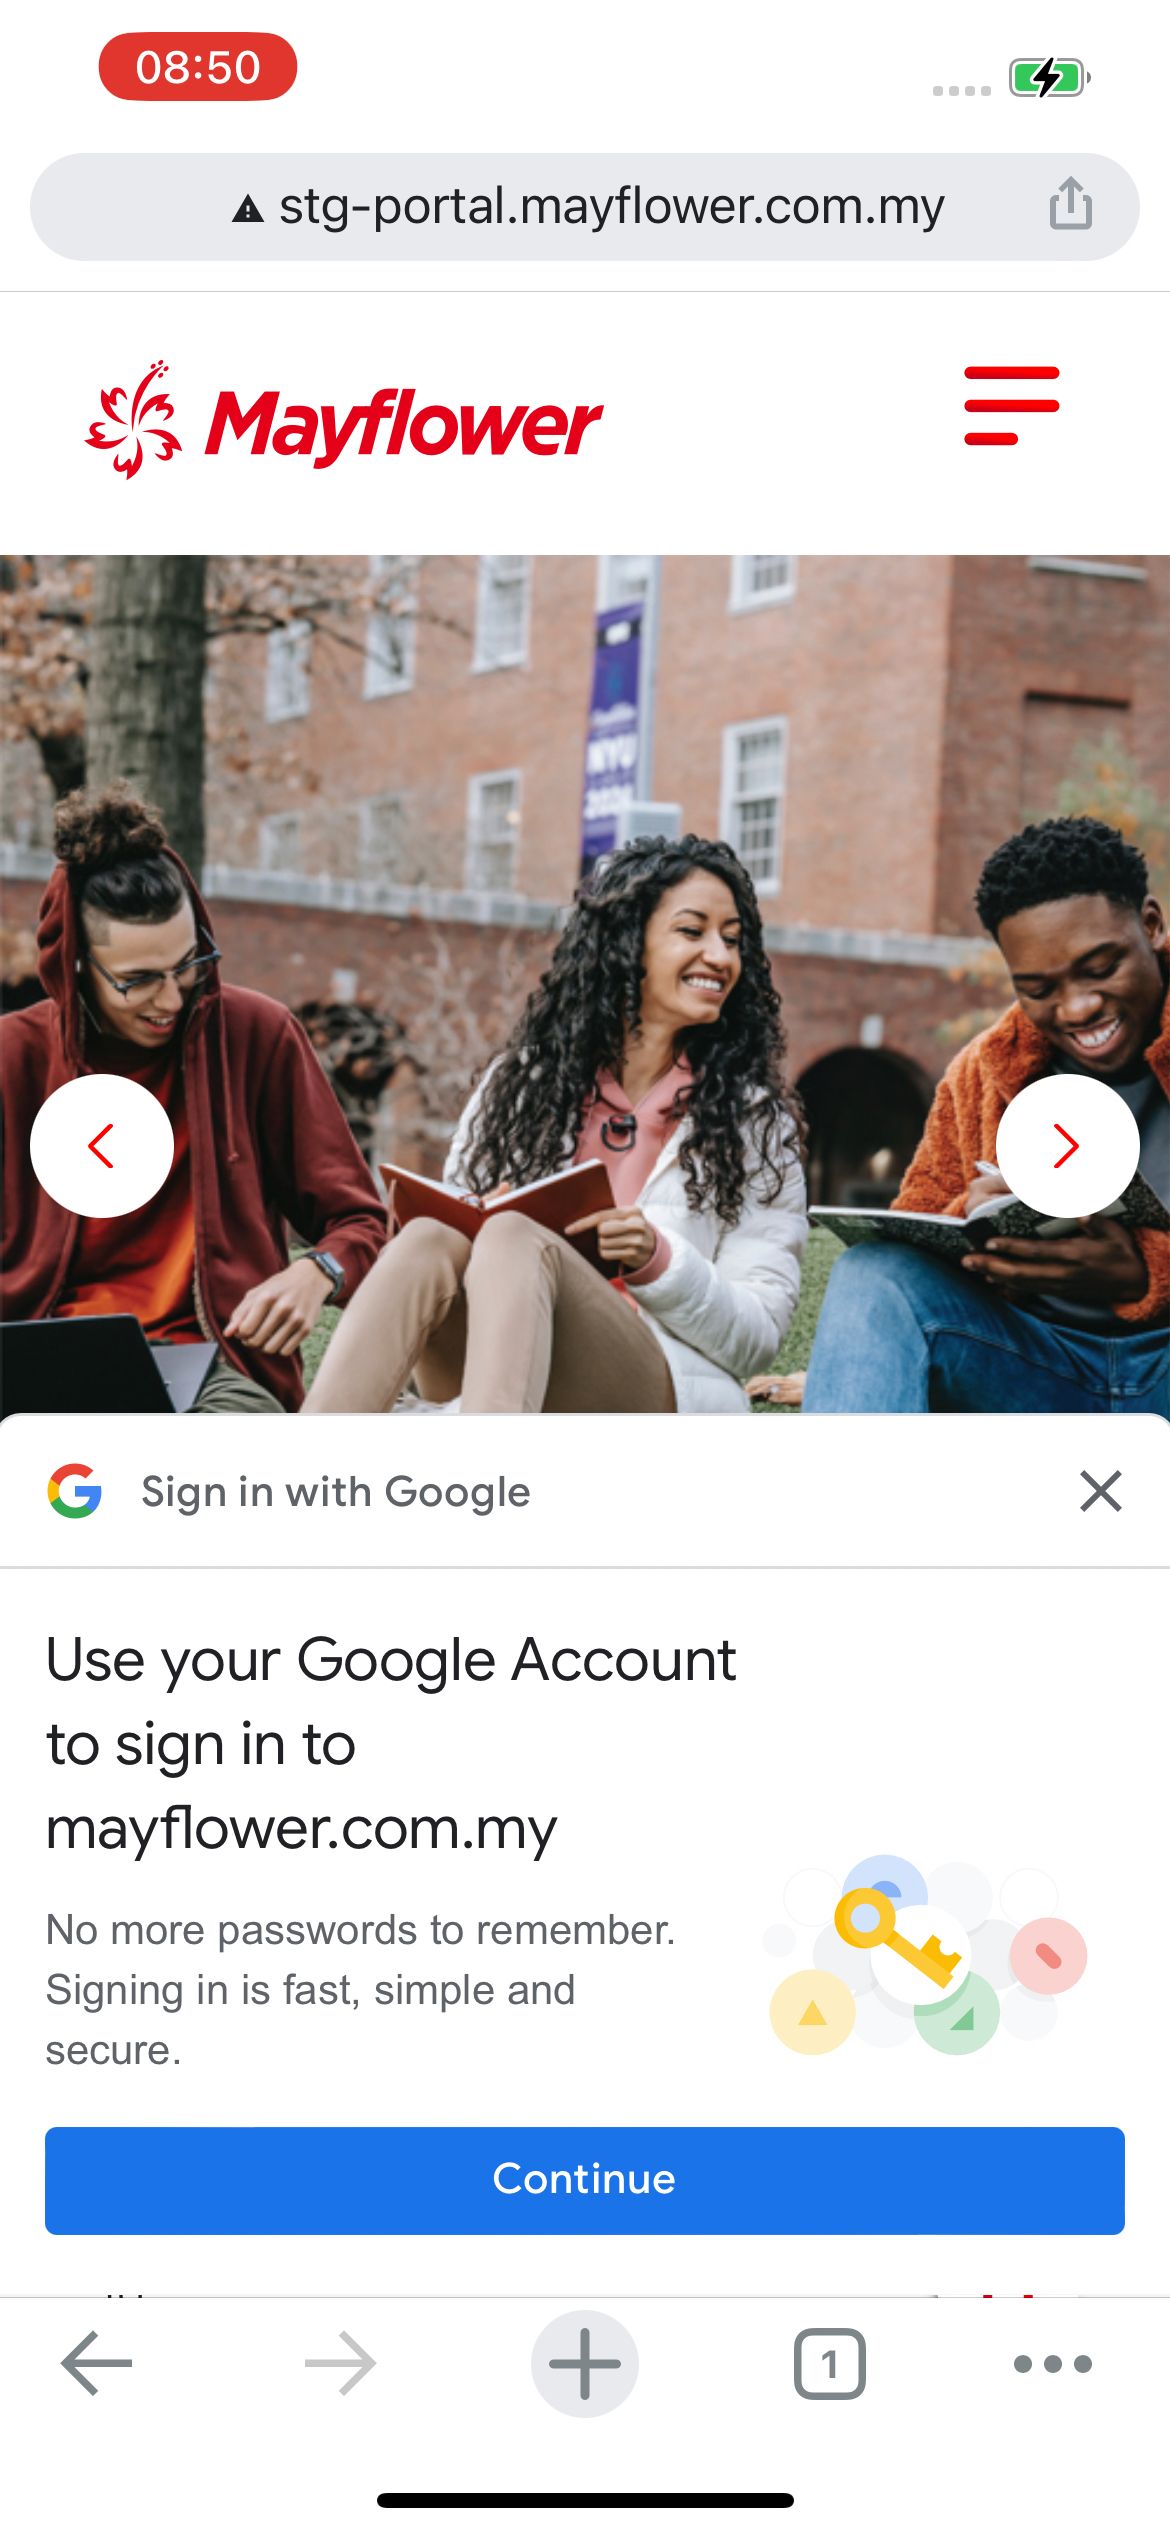 08:50
stg-portal.mayflower.com.my
Mayflower
NYU
Sign in with Google
Use your Google Account
to sign in to
mayflower.com.my
No more passwords to remember.
Signing in is fast, simple and
secure.
Continue
1